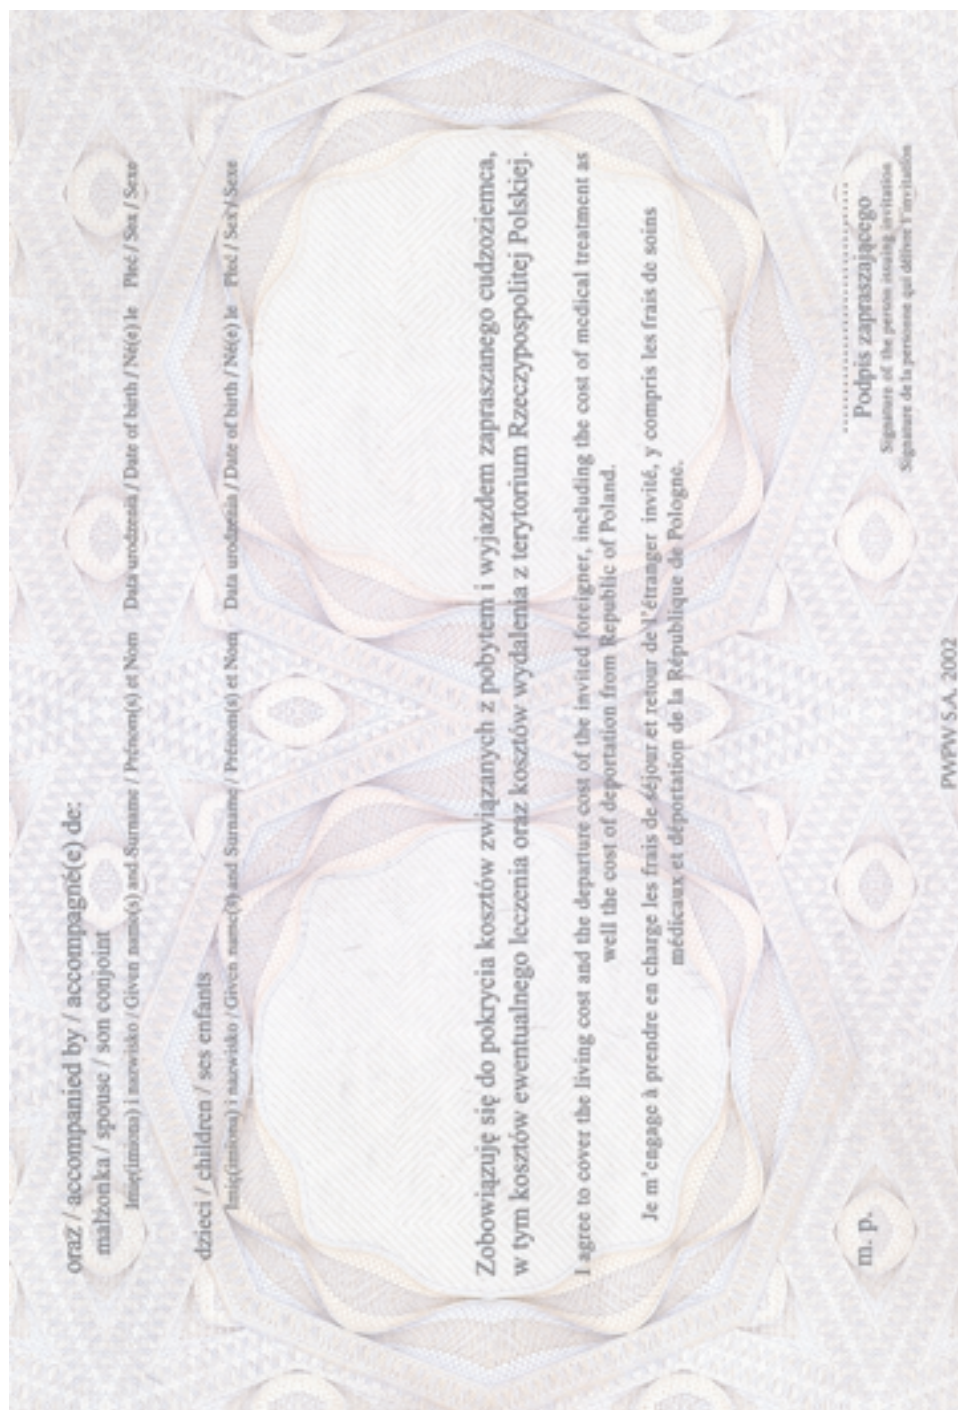 oraz / accompanied by / accompagné(e) de:
małżonka / spouse / son conjoint
Imię(imiona) i nazwisko / Given name(s) and Surname / Prénom(s) et Nom Data urodzenia / Date of birth / Né(e) le Płeć / Sex / Sexe
dzieci / children / ses enfants
Imię(imiona) i nazwisko / Given name(s) and Surname / Prénom(s) et Nom Data urodzenia / Date of birth / Né(e) le Płeć / Sex / Sexe
Zobowiązuję się do pokrycia kosztów związanych z pobytem i wyjazdem zapraszanego cudzoziemca,
w tym kosztów ewentualnego leczenia oraz kosztów wydalenia z terytorium Rzeczypospolitej Polskiej.
I agree to cover the living cost and the departure cost of the invited foreigner, including the cost of medical treatment as
well the cost of deportation from Republic of Poland.
Je m'engage à prendre en charge les frais de séjour et retour de l'étranger invité, y compris les frais de soins
médicaux et déportation de la République de Pologne.
m. p.
Podpis zapraszającego
Signature of the person issuing invitation
Signature de la personne qui délivre l'invitation
PWPW S.A. 2002